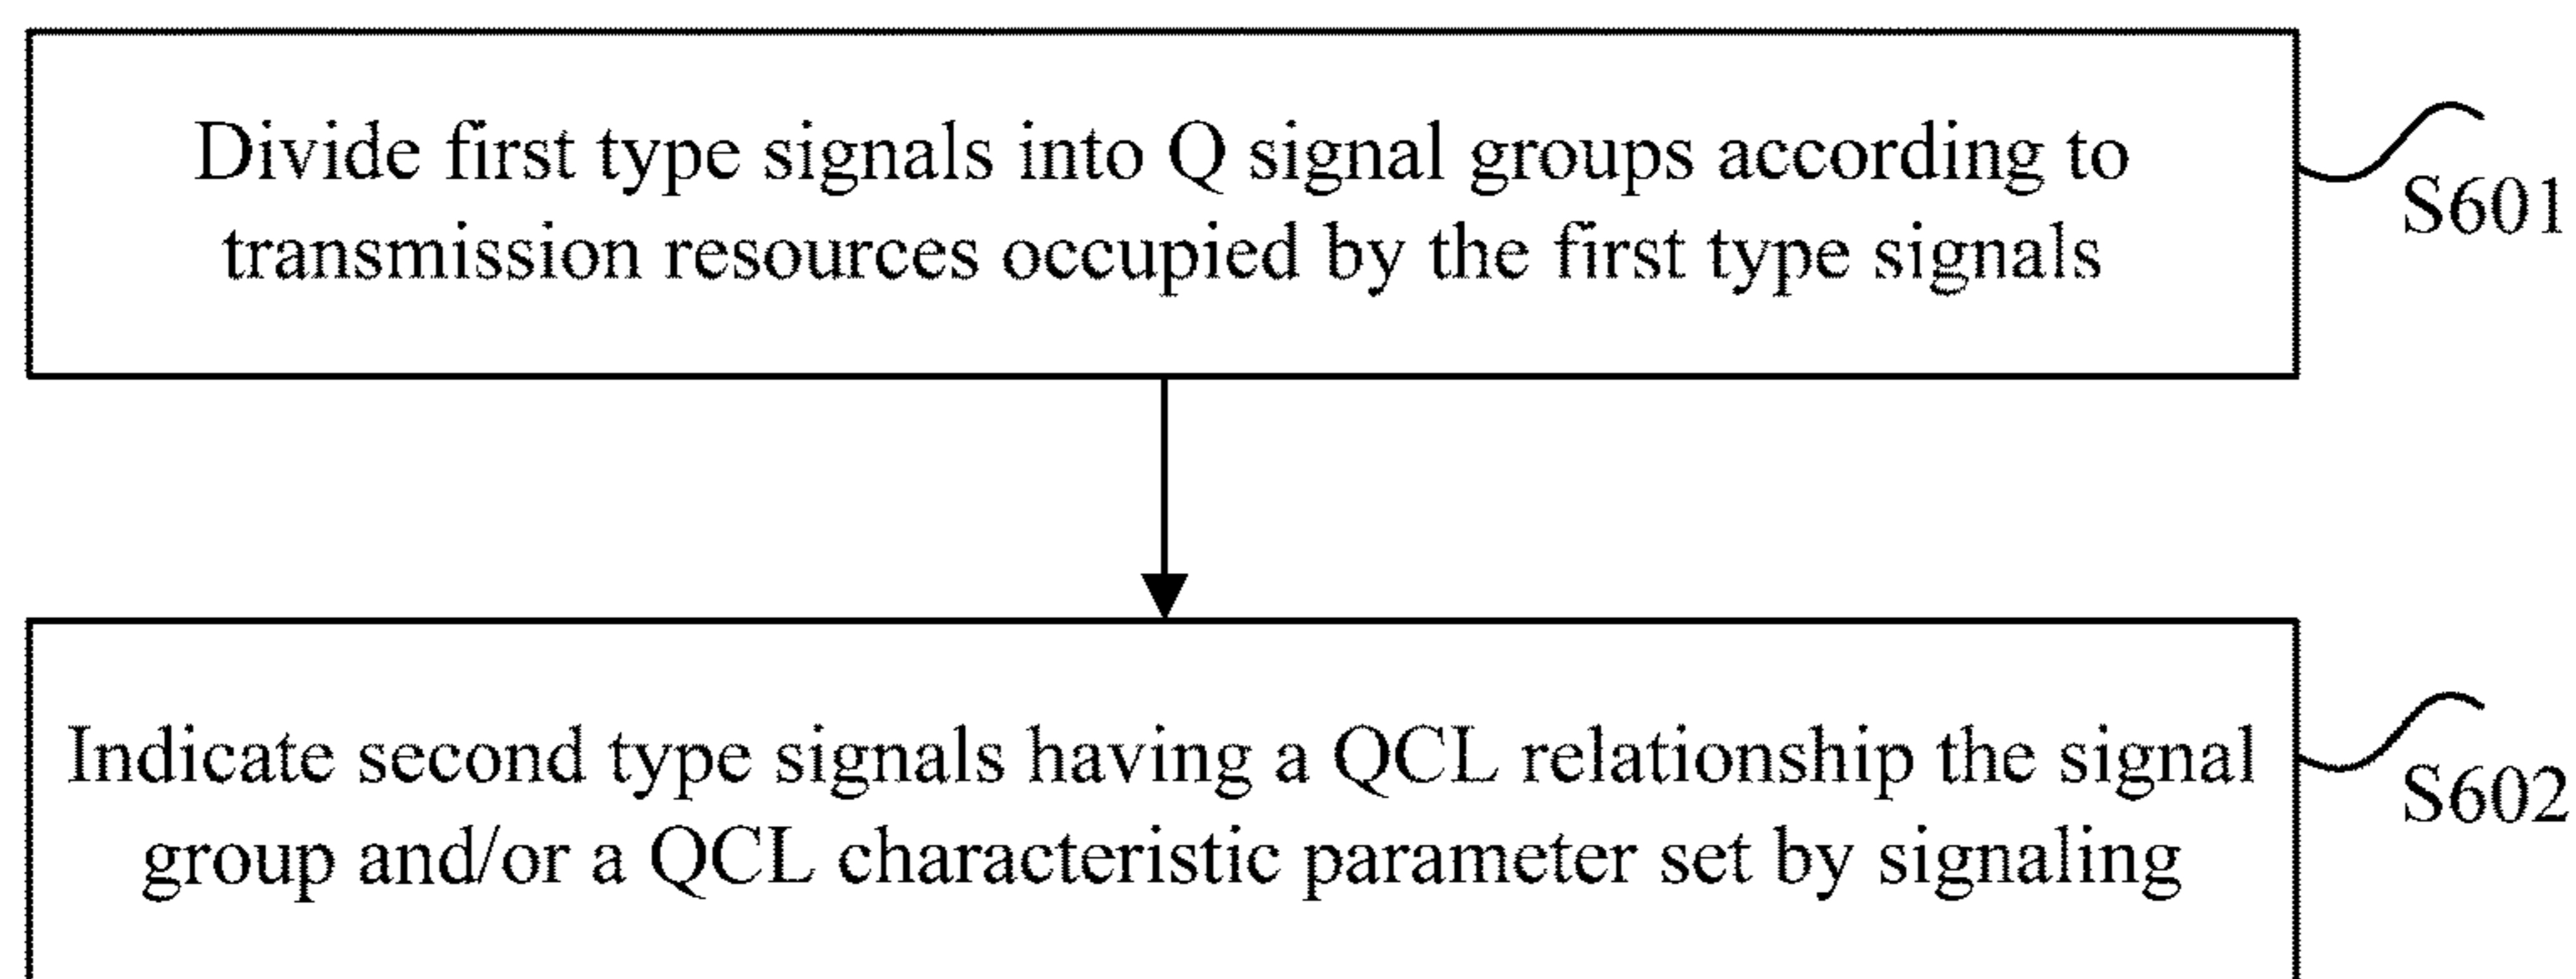 Divide first type signals into Q signal groups according to
transmission resources occupied by the first type signals
S601
Indicate second type signals having a QCL relationship the signal
group and/or a QCL characteristic parameter set by signaling
S602